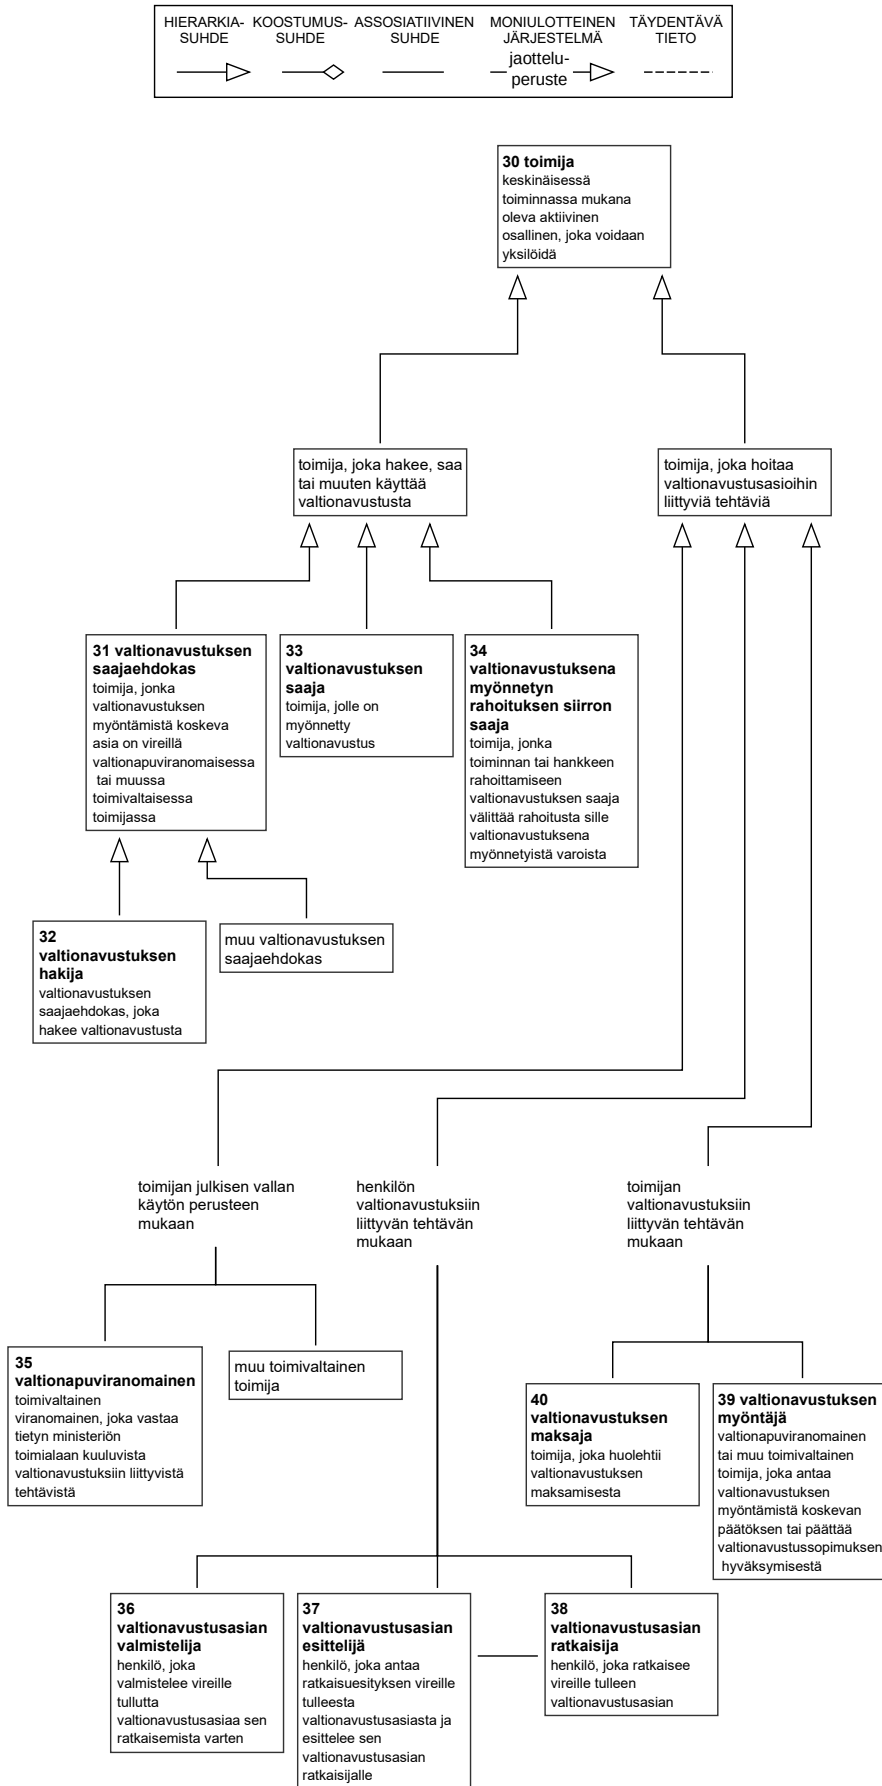 HIERARKIA-
SUHDE
KOOSTUMUS-
SUHDE
ASSOSIATIIVINEN
SUHDE
MONIULOTTEINEN
JÄRJESTELMÄ
jaottelu-
peruste
TÄYDENTÄVÄ
TIETO
30 toimija
keskinäisessä
toiminnassa mukana
oleva aktiivinen
osallinen, joka voidaan
yksilöidä
toimija, joka hakee, saa
tai muuten käyttää
valtionavustusta
toimija, joka hoitaa
valtionavustusasioihin
liittyviä tehtäviä
31 valtionavustuksen
saajaehdokas
toimija, jonka
valtionavustuksen
myöntämistä koskeva
asia on vireillä
valtionapuviranomaisessa
tai muussa
toimivaltaisessa
toimijassa
33
valtionavustuksen
saaja
toimija, jolle on
myönnetty
valtionavustus
34
valtionavustuksena
myönnetyn
rahoituksen siirron
saaja
toimija, jonka
toiminnan tai hankkeen
rahoittamiseen
valtionavustuksen saaja
välittää rahoitusta sille
valtionavustuksena
myönnetyistä varoista
32
valtionavustuksen
hakija
valtionavustuksen
saajaehdokas, joka
hakee valtionavustusta
muu valtionavustuksen
saajaehdokas
toimijan julkisen vallan
käytön perusteen
mukaan
henkilön
valtionavustuksiin
liittyvän tehtävän
mukaan
toimijan
valtionavustuksiin
liittyvän tehtävän
mukaan
35
valtionapuviranomainen
toimivaltainen
viranomainen, joka vastaa
tietyn ministeriön
toimialaan kuuluvista
valtionavustuksiin liittyvistä
tehtävistä
muu toimivaltainen
toimija
40
valtionavustuksen
maksaja
toimija, joka huolehtii
valtionavustuksen
maksamisesta
39 valtionavustuksen
myöntäjä
valtionapuviranomainen
tai muu toimivaltainen
toimija, joka antaa
valtionavustuksen
myöntämistä koskevan
päätöksen tai päättää
valtionavustussopimuksen
hyväksymisestä
36
valtionavustusasian
valmistelija
henkilö, joka
valmistelee vireille
tullutta
valtionavustusasiaa sen
ratkaisemista varten
37
valtionavustusasian
esittelijä
henkilö, joka antaa
ratkaisuesityksen vireille
tulleesta
valtionavustusasiasta ja
esittelee sen
valtionavustusasian
ratkaisijalle
38
valtionavustusasian
ratkaisija
henkilö, joka ratkaisee
vireille tulleen
valtionavustusasian